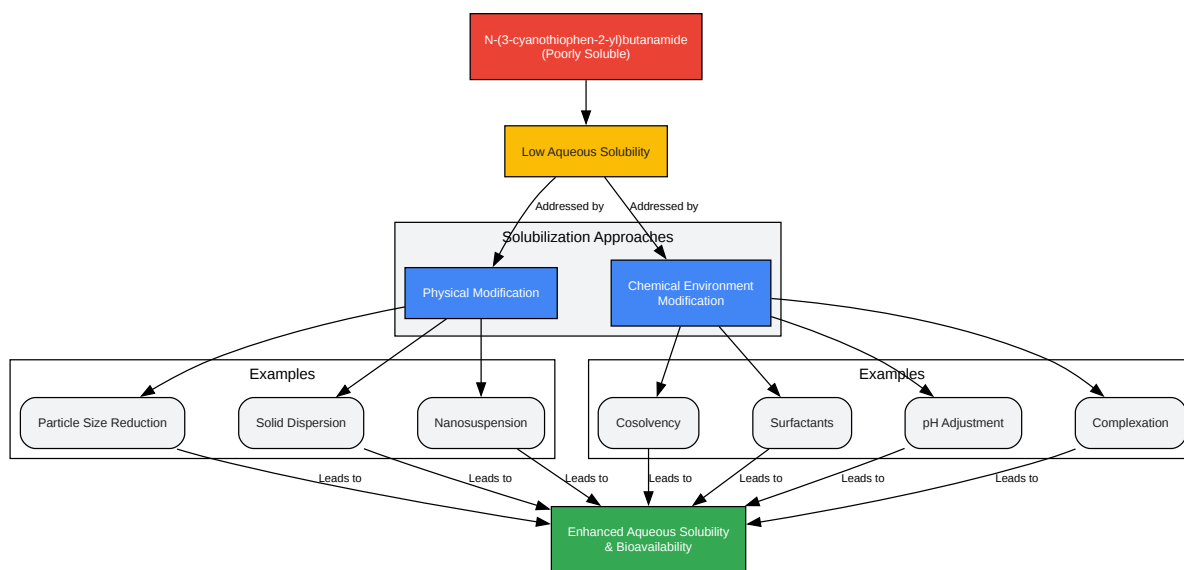 N-(3-cyanothiophen-2-yl)butanamide
(Poorly Soluble)
Low Aqueous Solubility
Addressed by
Addressed by
Solubilization Approaches
Physical Modification
Chemical Environment
Modification
Examples
Examples
Particle Size Reduction
Solid Dispersion
Nanosuspension
Cosolvency
Surfactants
pH Adjustment
Complexation
Leads to
Leads to
Leads to
Leads to
Leads to
Leads to
Leads to
Enhanced Aqueous Solubility
& Bioavailability